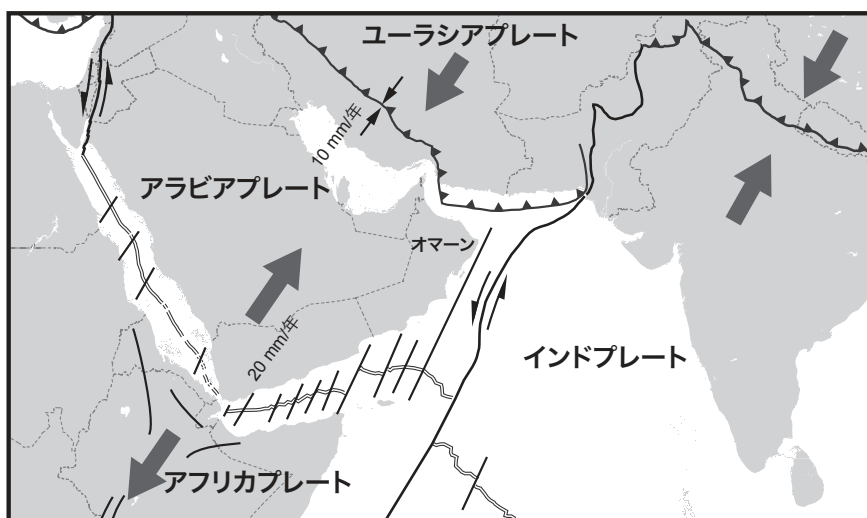 ユーラシアプレート
10 mm/年
アラビアプレート
オマーン
20 mm/年
インドプレート
アフリカプレート